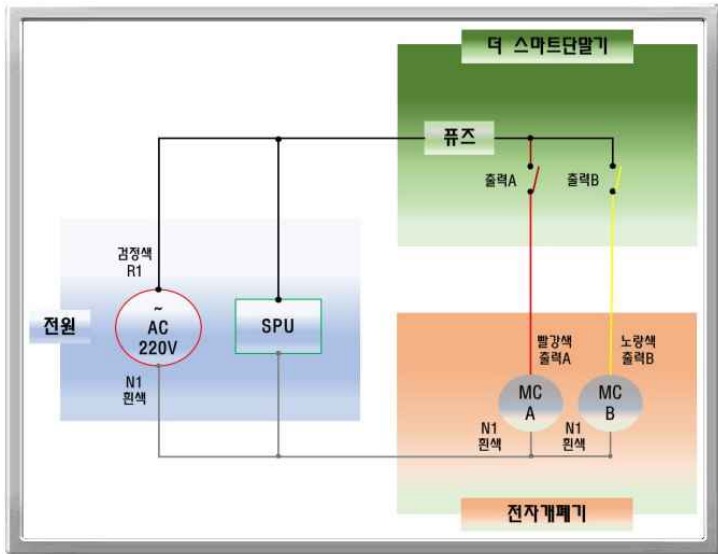 더 스마트단말기
퓨즈
출력A
출력B
검정색
R1
전원
~
AC
220V
SPU
N1
흰색
빨강색
출력A
노랑색
출력B
MC
A
MC
B
N1
흰색
N1
흰색
전자개폐기